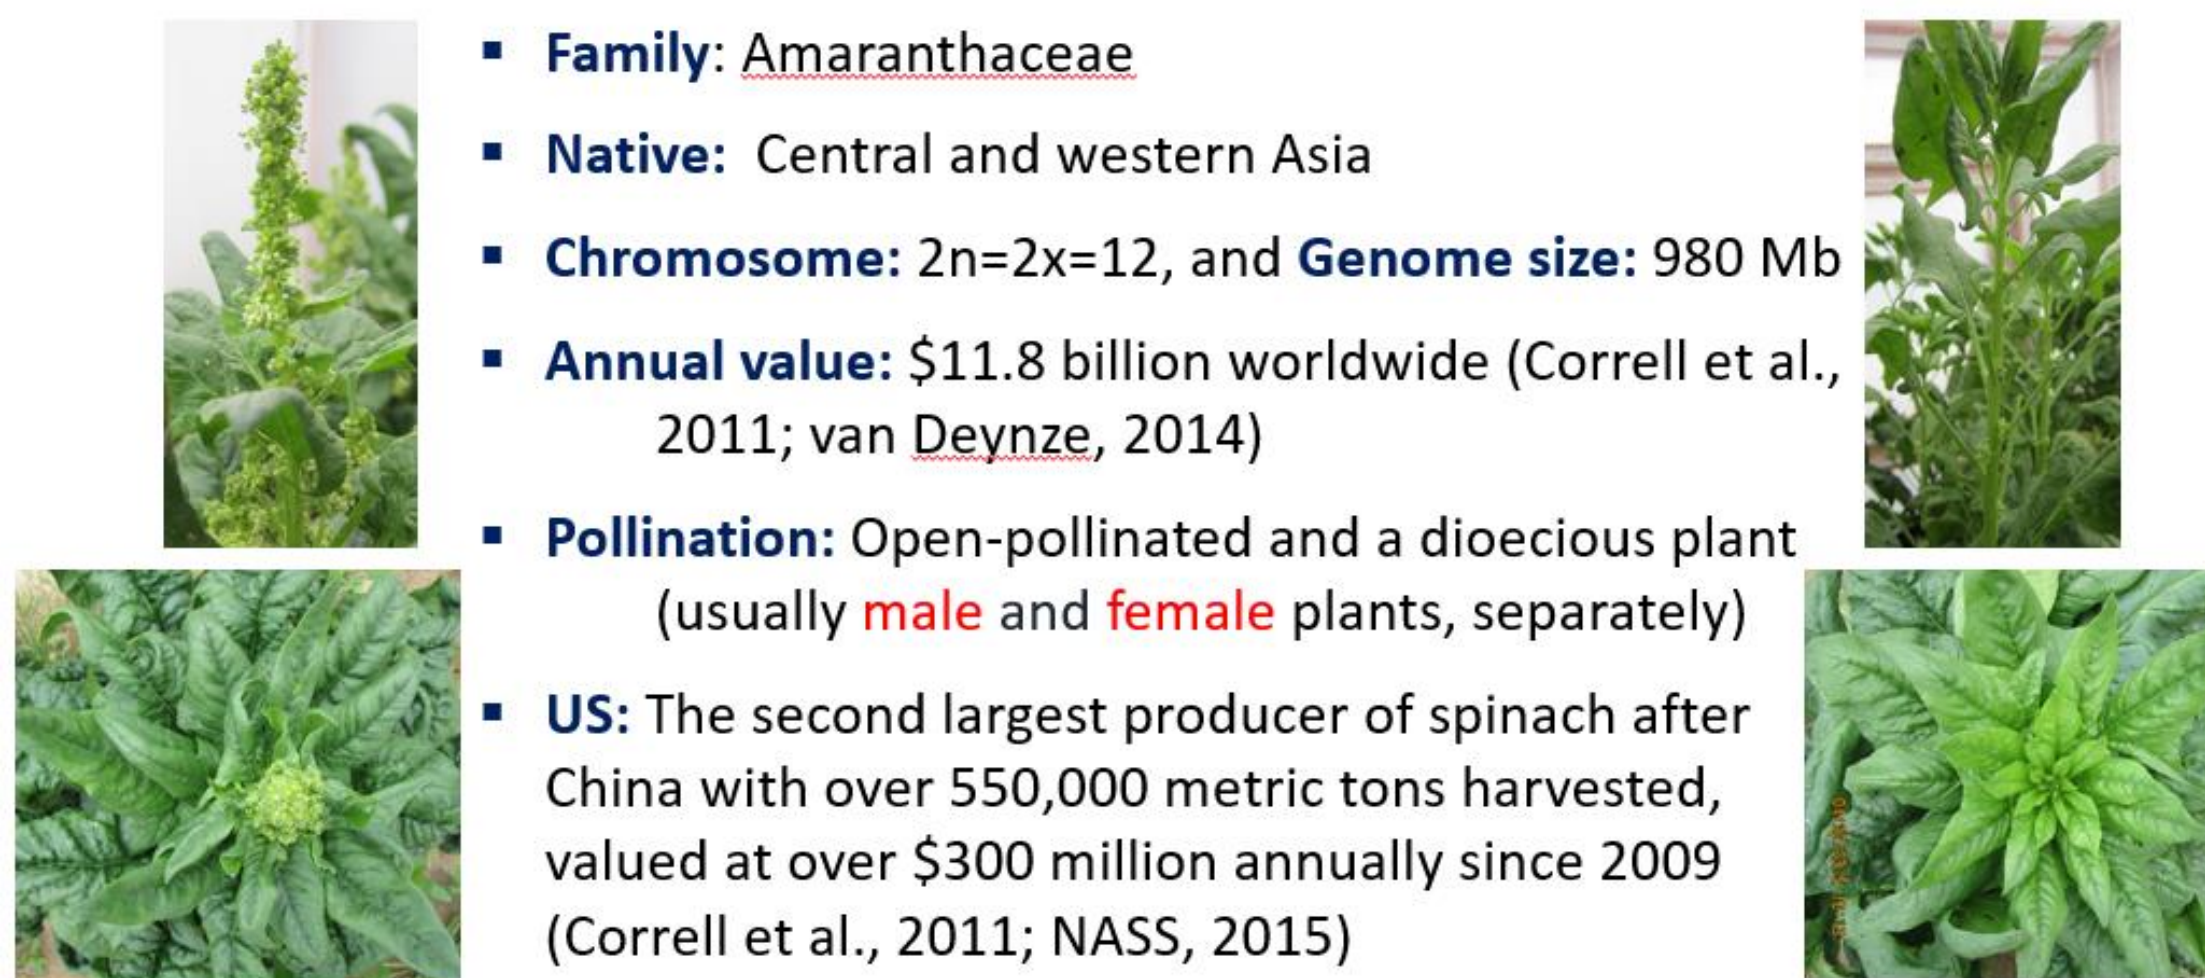 ▪ Family: Amaranthaceae
▪ Native: Central and western Asia
▪ Chromosome: 2n=2x=12, and Genome size: 980 Mb
▪ Annual value: $11.8 billion worldwide (Correll et al.,
2011; van Deynze, 2014)
▪ Pollination: Open-pollinated and a dioecious plant
(usually male and female plants, separately)
▪ US: The second largest producer of spinach after
China with over 550,000 metric tons harvested,
valued at over $300 million annually since 2009
(Correll et al., 2011; NASS, 2015)